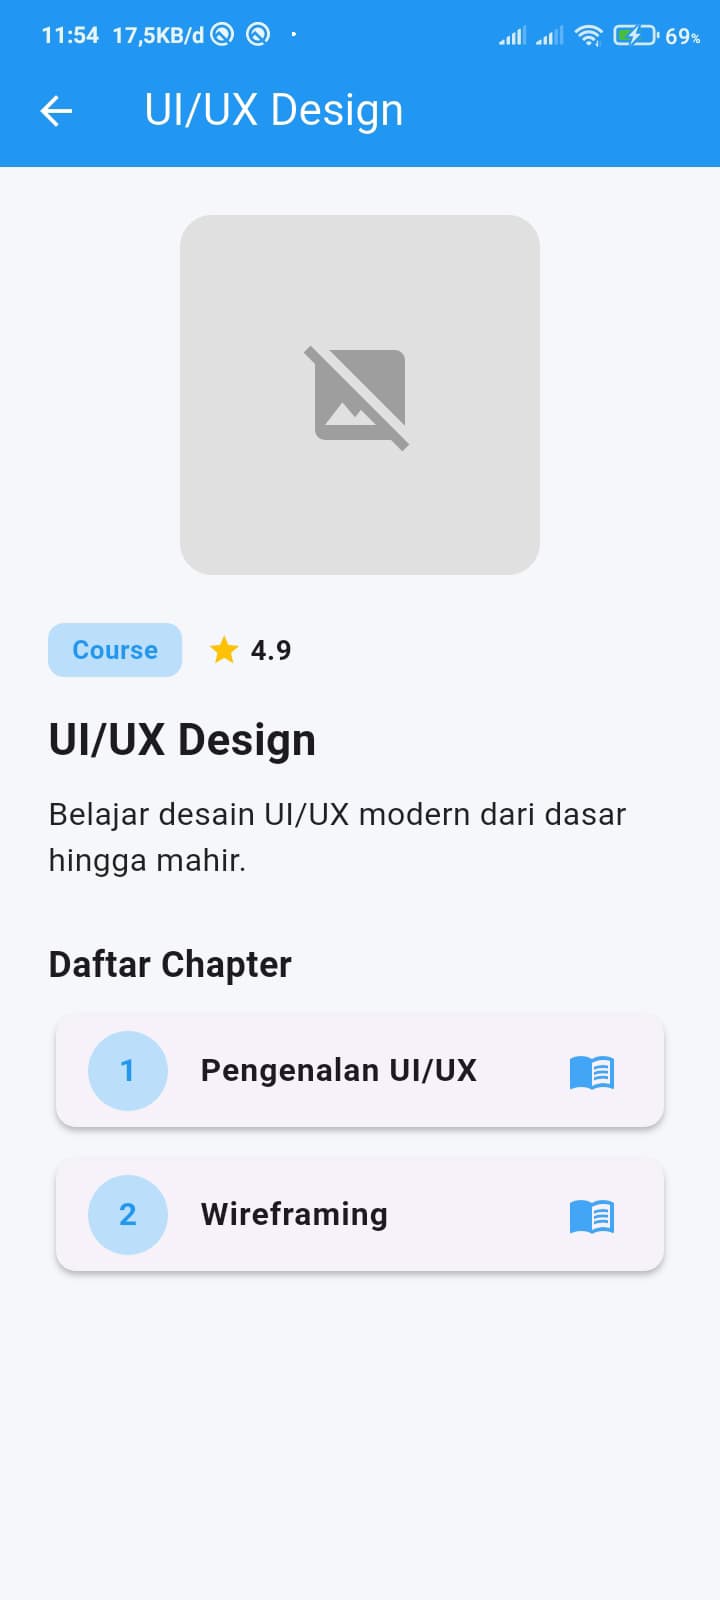 11:54 17,5KB/d
69%
UI/UX Design
Course 4.9
UI/UX Design
Belajar desain UI/UX modern dari dasar
hingga mahir.
Daftar Chapter
1 Pengenalan UI/UX
2 Wireframing